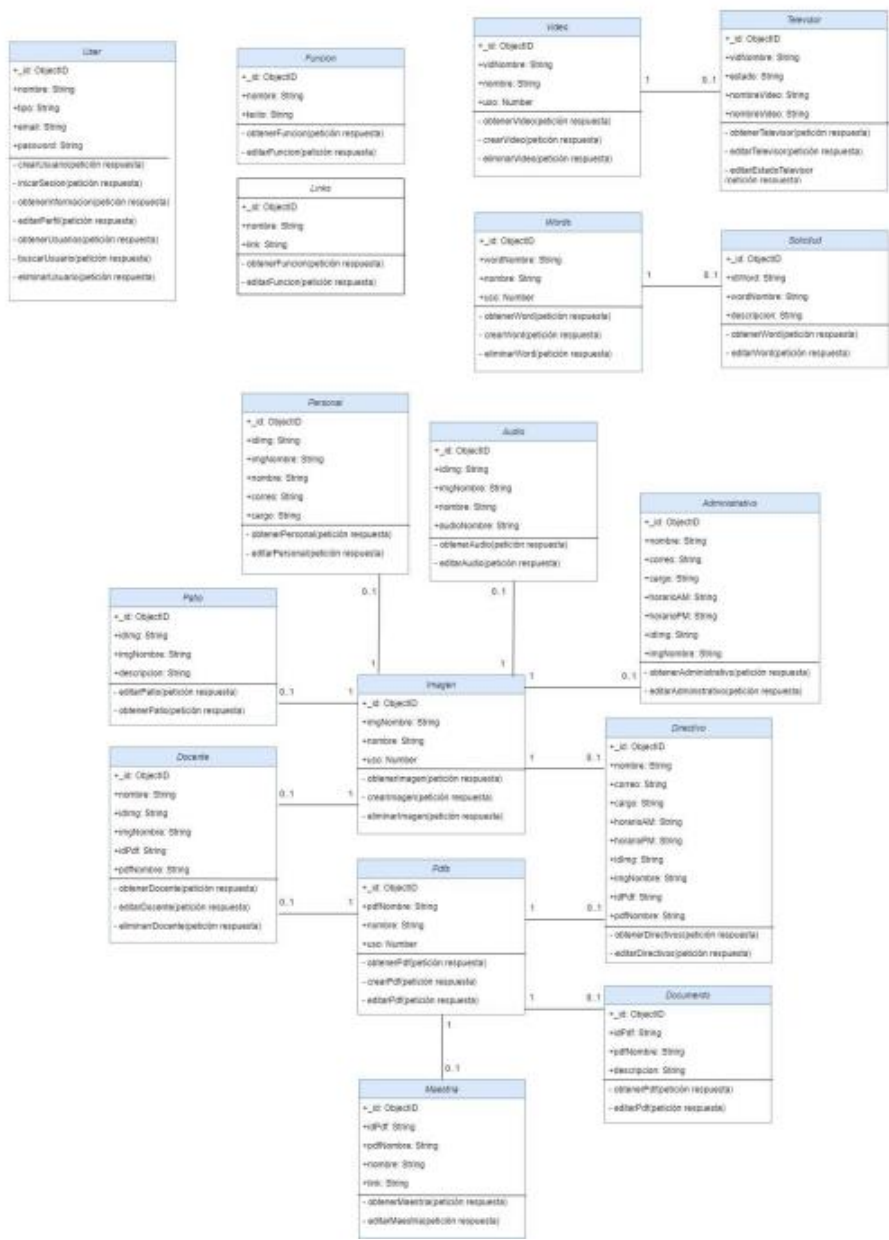 User
+_id: ObjectID
+nombre: String
+tipo: String
+email: String
+password: String
- crearUsuario(petición respuesta)
- iniciarSesion(petición respuesta)
- obtenerInformacion(petición respuesta)
- editarPerfil(petición respuesta)
- obtenerUsuarios(petición respuesta)
- buscarUsuario(petición respuesta)
- eliminarUsuario(petición respuesta)
Funcion
+_id: ObjectID
+nombre: String
+texto: String
- obtenerFuncion(petición respuesta)
- editarFuncion(petición respuesta)
Links
+_id: ObjectID
+nombre: String
+link: String
- obtenerFuncion(petición respuesta)
- editarFuncion(petición respuesta)
Video
+_id: ObjectID
+vidNombre: String
+nombre: String
+uso: Number
- obtenerVideo(petición respuesta)
- crearVideo(petición respuesta)
- eliminarVideo(petición respuesta)
1
0..1
Televisor
+_id: ObjectID
+vidNombre: String
+estado: String
+nombreVideo: String
+nombreVideo: String
- obtenerTelevisor(petición respuesta)
- editarTelevisor(petición respuesta)
- editarEstadoTelevisor
(petición respuesta)
Words
+_id: ObjectID
+wordNombre: String
+nombre: String
+uso: Number
- obtenerWord(petición respuesta)
- crearWord(petición respuesta)
- eliminarWord(petición respuesta)
1
0..1
Solicitud
+_id: ObjectID
+idWord: String
+wordNombre: String
+descripcion: String
- obtenerWord(petición respuesta)
- editarWord(petición respuesta)
Personal
+_id: ObjectID
+idImg: String
+imgNombre: String
+nombre: String
+correo: String
+cargo: String
- obtenerPersonal(petición respuesta)
- editarPersonal(petición respuesta)
0..1
1
Audio
+_id: ObjectID
+idImg: String
+imgNombre: String
+nombre: String
+audioNombre: String
- obtenerAudio(petición respuesta)
- editarAudio(petición respuesta)
0..1
1
Administrativo
+_id: ObjectID
+nombre: String
+correo: String
+cargo: String
+horarioAM: String
+horarioPM: String
+idImg: String
+imgNombre: String
- obtenerAdministrativo(petición respuesta)
- editarAdministrativo(petición respuesta)
Patio
+_id: ObjectID
+idImg: String
+imgNombre: String
+descripcion: String
- editarPatio(petición respuesta)
- obtenerPatio(petición respuesta)
0..1
1
Imagen
+_id: ObjectID
+imgNombre: String
+nombre: String
+uso: Number
- obtenerImagen(petición respuesta)
- crearImagen(petición respuesta)
- eliminarImagen(petición respuesta)
1
0..1
1
0..1
Directivo
+_id: ObjectID
+nombre: String
+correo: String
+cargo: String
+horarioAM: String
+horarioPM: String
+idImg: String
+imgNombre: String
+idPdf: String
+pdfNombre: String
- obtenerDirectivos(petición respuesta)
- editarDirectivos(petición respuesta)
Docente
+_id: ObjectID
+nombre: String
+idImg: String
+imgNombre: String
+idPdf: String
+pdfNombre: String
- obtenerDocente(petición respuesta)
- editarDocente(petición respuesta)
- eliminarDocente(petición respuesta)
0..1
1
0..1
1
Pdfs
+_id: ObjectID
+pdfNombre: String
+nombre: String
+uso: Number
- obtenerPdf(petición respuesta)
- crearPdf(petición respuesta)
- editarPdf(petición respuesta)
1
0..1
1
0..1
Documento
+_id: ObjectID
+idPdf: String
+pdfNombre: String
+descripcion: String
- obtenerPdf(petición respuesta)
- editarPdf(petición respuesta)
1
0..1
Maestria
+_id: ObjectID
+idPdf: String
+pdfNombre: String
+nombre: String
+link: String
- obtenerMaestria(petición respuesta)
- editarMaestria(petición respuesta)